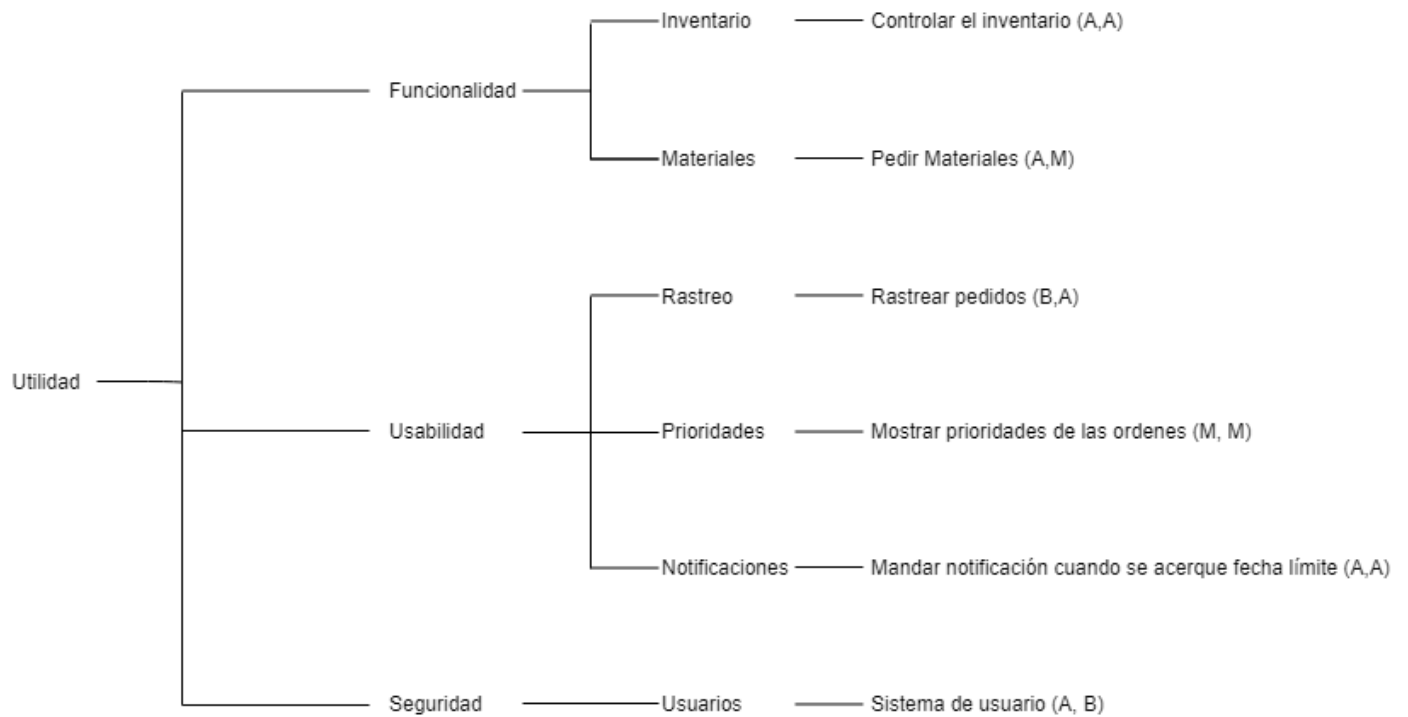 Inventario Controlar el inventario (A,A)
Funcionalidad
Materiales Pedir Materiales (A,M)
Rastreo Rastrear pedidos (B,A)
Utilidad
Usabilidad Prioridades Mostrar prioridades de las ordenes (M, M)
Notificaciones Mandar notificación cuando se acerque fecha límite (A,A)
Seguridad Usuarios Sistema de usuario (A, B)